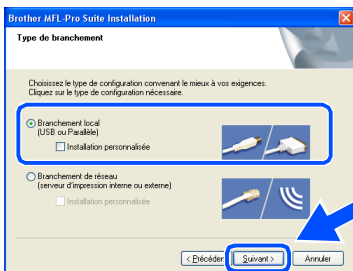 Brother MFL-Pro Suite Installation
Type de branchement
Choisissez le type de configuration convenant le mieux à vos exigences.
Cliquez sur le type de configuration nécessaire.
Branchement local
(USB ou Parallèle)
Installation personnalisée
Branchement de réseau
(serveur d'impression interne ou externe)
Installation personnalisée
< Précéder
Suivant >
Annuler